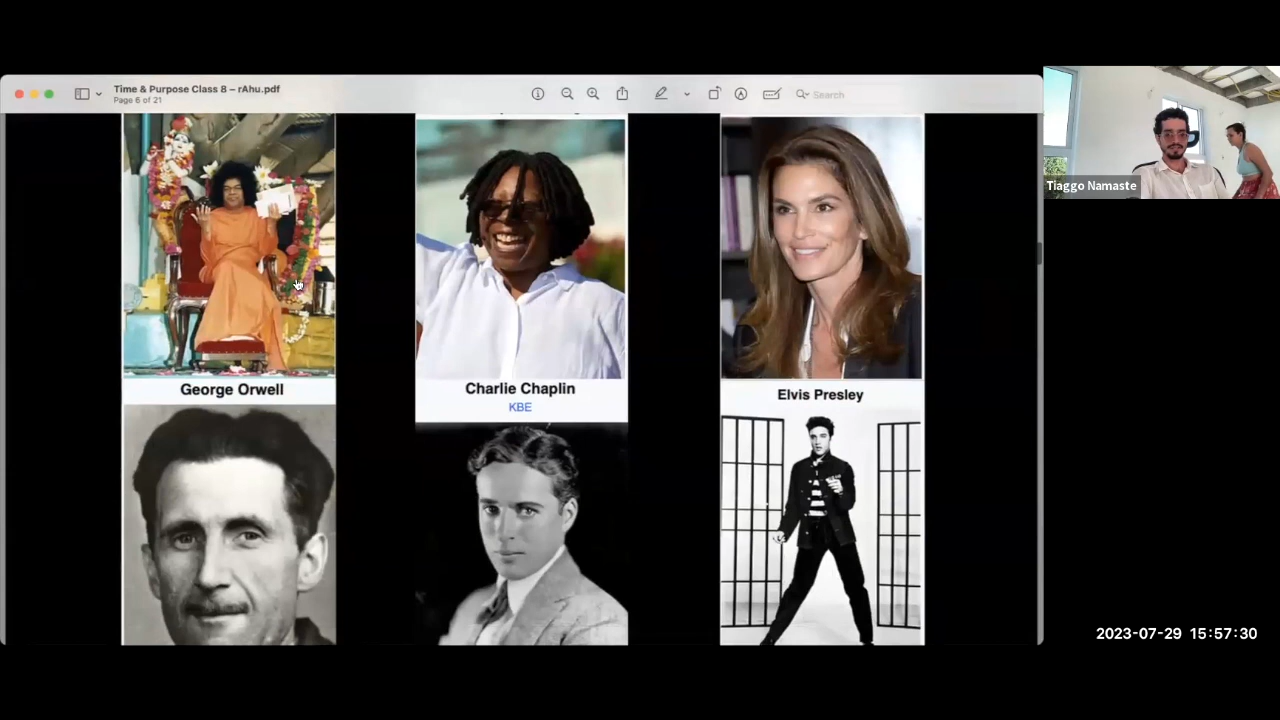 Time & Purpose Class 8 – rAhu.pdf
Page 6 of 21
Search
Tiaggo Namaste
George Orwell
Charlie Chaplin
KBE
Elvis Presley
2023-07-29 15:57:30